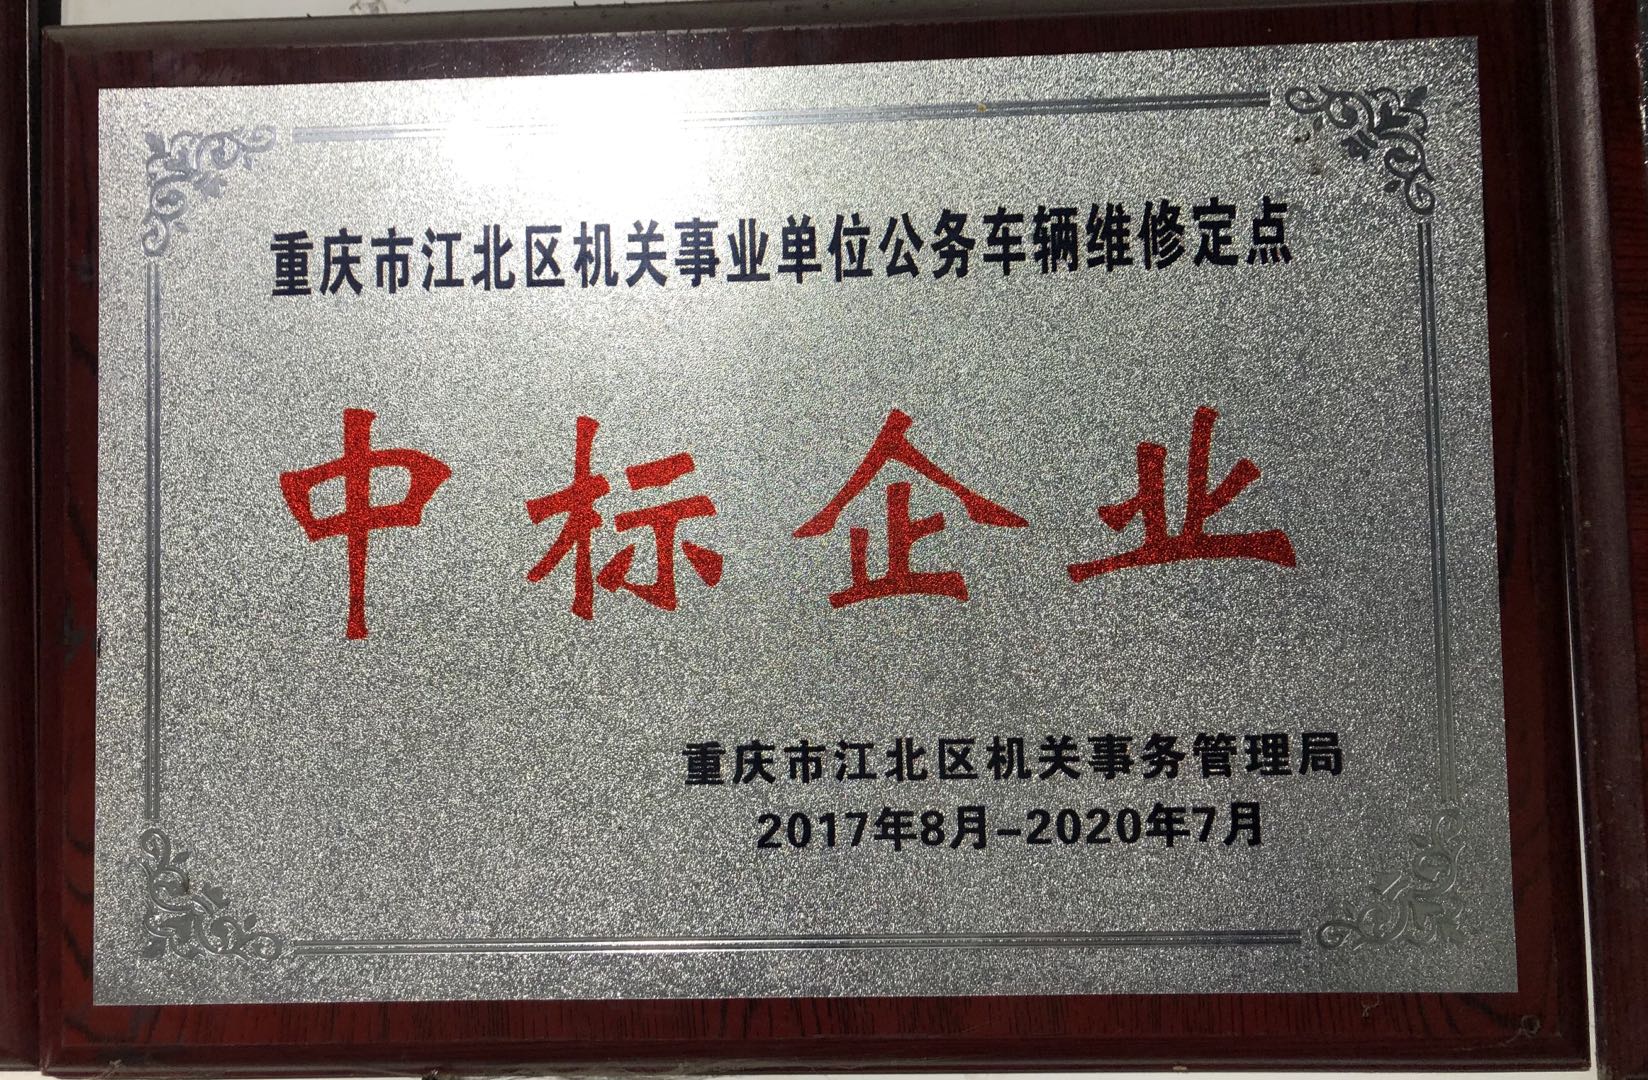 重庆市江北区机关事业单位公务车辆维修定点
中标企业
重庆市江北区机关事务管理局
2017年8月-2020年7月